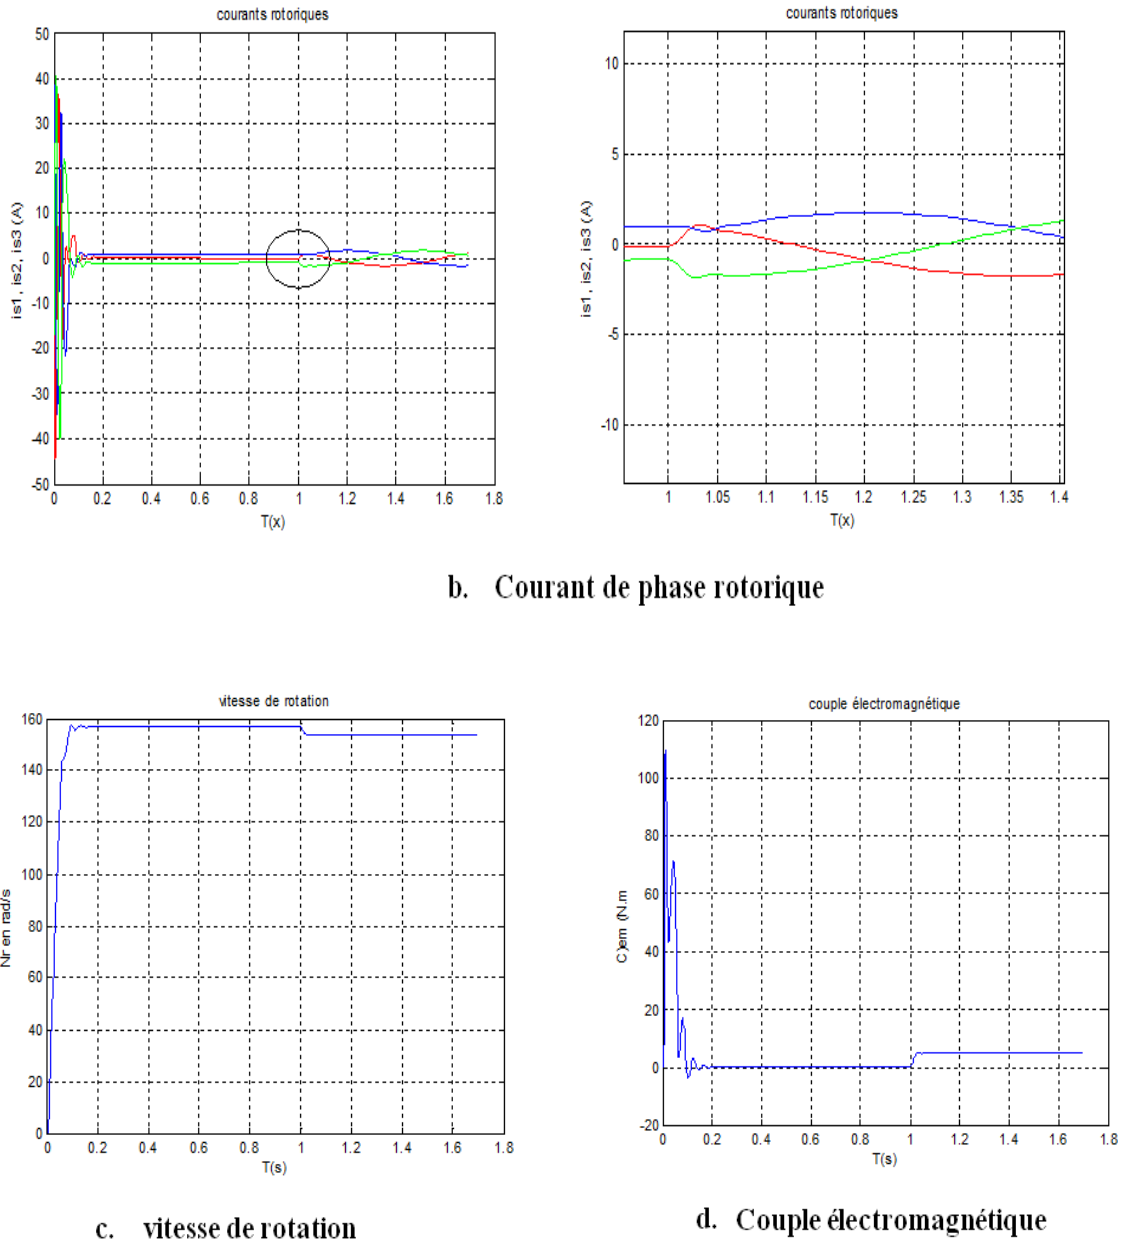 courants rotoriques
50
40
30
20
10
0
-10
-20
-30
-40
-50
is1, is2, is3 (A)
0 0.2 0.4 0.6 0.8 1 1.2 1.4 1.6 1.8
T(x)
courants rotoriques
10
5
0
-5
-10
is1, is2, is3 (A)
1 1.05 1.1 1.15 1.2 1.25 1.3 1.35 1.4
T(x)
b. Courant de phase rotorique
vitesse de rotation
160
140
120
100
80
60
40
20
0
Nr en rad/s
0 0.2 0.4 0.6 0.8 1 1.2 1.4 1.6 1.8
T(s)
c. vitesse de rotation
couple électromagnétique
120
100
80
60
40
20
0
-20
C)em (N.m
0 0.2 0.4 0.6 0.8 1 1.2 1.4 1.6 1.8
T(s)
d. Couple électromagnétique